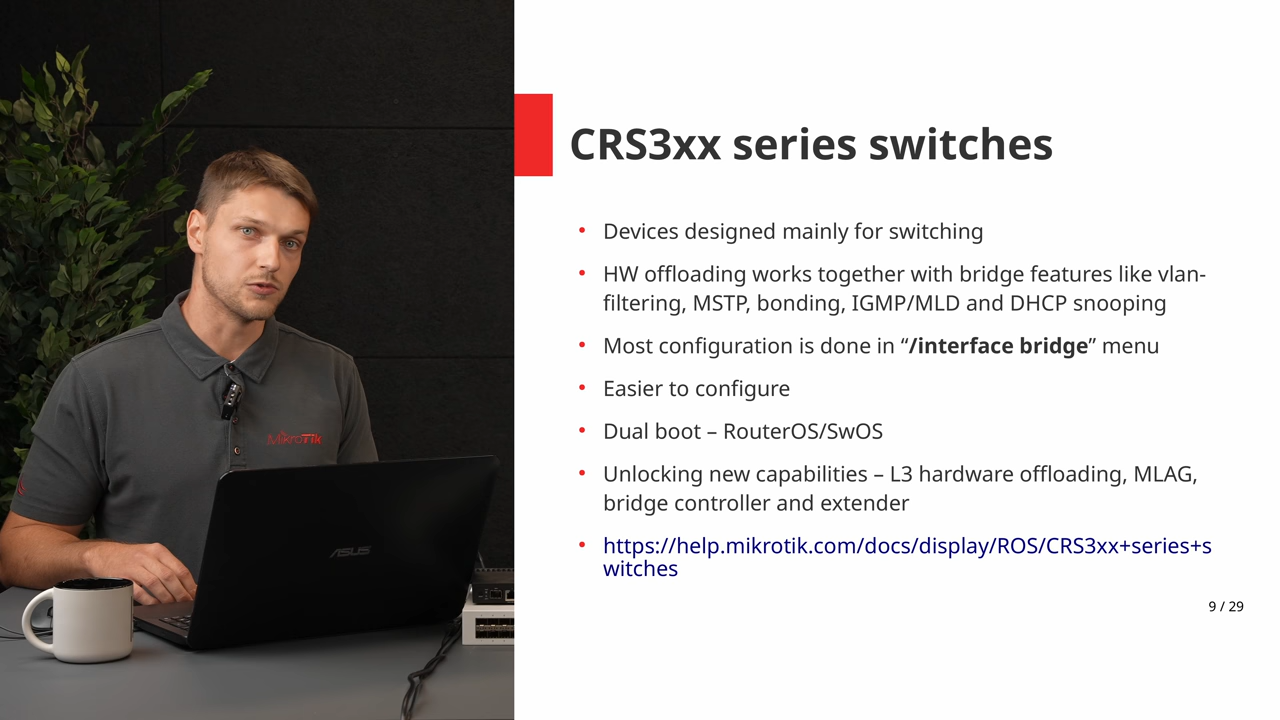 CRS3xx series switches
• Devices designed mainly for switching
• HW offloading works together with bridge features like vlan-
filtering, MSTP, bonding, IGMP/MLD and DHCP snooping
• Most configuration is done in “/interface bridge” menu
• Easier to configure
• Dual boot – RouterOS/SwOS
• Unlocking new capabilities – L3 hardware offloading, MLAG,
bridge controller and extender
• https://help.mikrotik.com/docs/display/ROS/CRS3xx+series+s
witches
9 / 29
MikroTik
ASUS